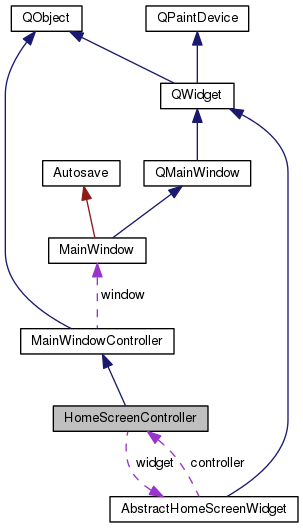 QObject
QPaintDevice
QWidget
Autosave
QMainWindow
MainWindow
window
MainWindowController
HomeScreenController
widget
controller
AbstractHomeScreenWidget